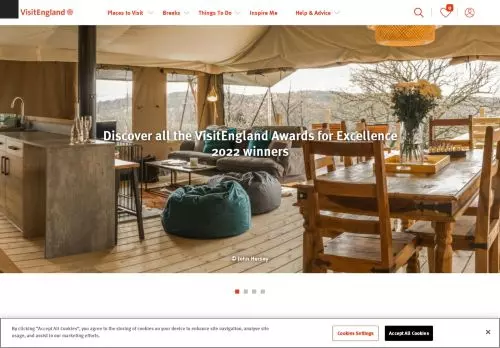 VisitEngland
Places to Visit Breaks Things To Do Inspire Me Help & Advice
0
Discover all the VisitEngland Awards for Excellence
2022 winners
© John Hersey
By clicking "Accept All Cookies", you agree to the storing of cookies on your device to enhance site navigation, analyse site
usage, and assist in our marketing efforts.
Cookies Settings
Accept All Cookies